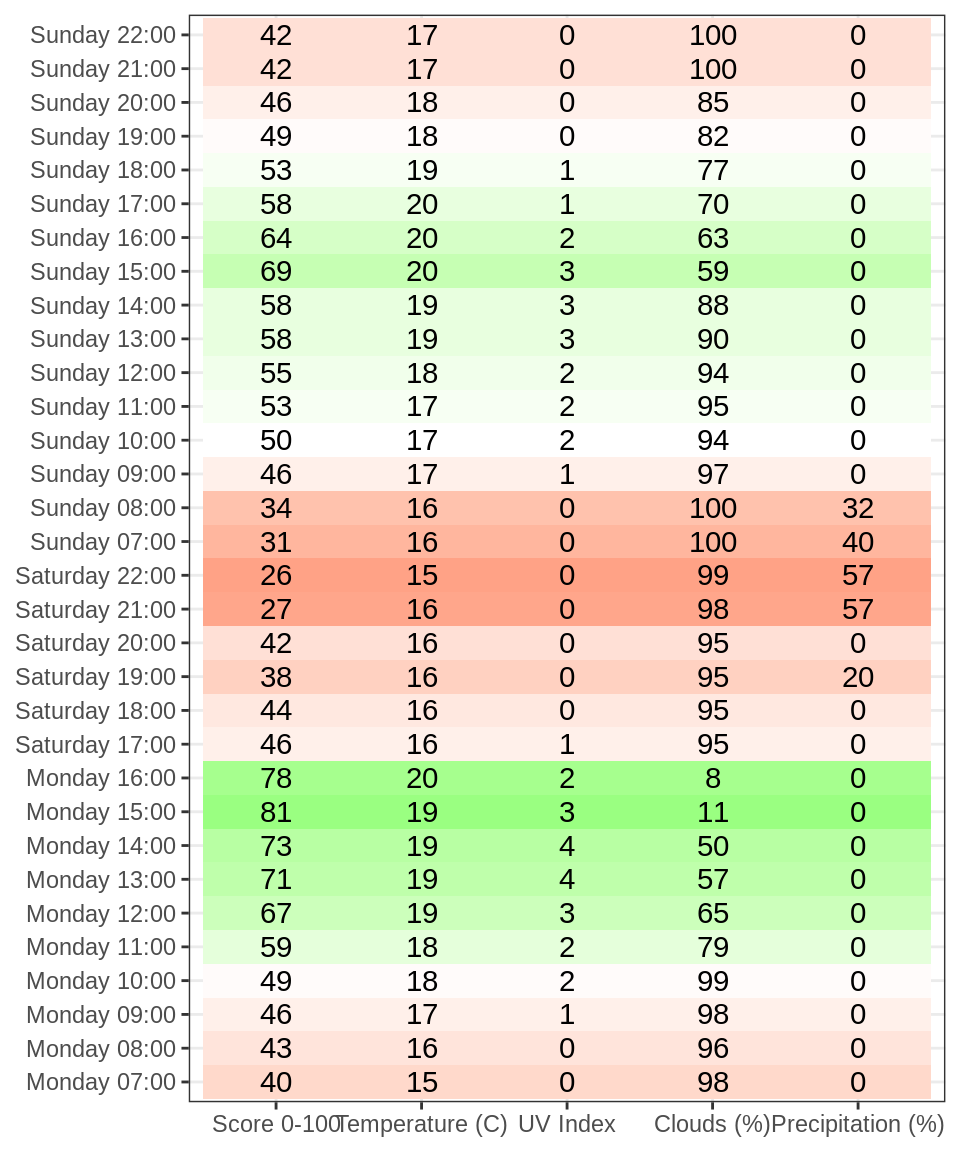 Sunday 22:00 42 17 0 100 0
Sunday 21:00 42 17 0 100 0
Sunday 20:00 46 18 0 85 0
Sunday 19:00 49 18 0 82 0
Sunday 18:00 53 19 1 77 0
Sunday 17:00 58 20 1 70 0
Sunday 16:00 64 20 2 63 0
Sunday 15:00 69 20 3 59 0
Sunday 14:00 58 19 3 88 0
Sunday 13:00 58 19 3 90 0
Sunday 12:00 55 18 2 94 0
Sunday 11:00 53 17 2 95 0
Sunday 10:00 50 17 2 94 0
Sunday 09:00 46 17 1 97 0
Sunday 08:00 34 16 0 100 32
Sunday 07:00 31 16 0 100 40
Saturday 22:00 26 15 0 99 57
Saturday 21:00 27 16 0 98 57
Saturday 20:00 42 16 0 95 0
Saturday 19:00 38 16 0 95 20
Saturday 18:00 44 16 0 95 0
Saturday 17:00 46 16 1 95 0
Monday 16:00 78 20 2 8 0
Monday 15:00 81 19 3 11 0
Monday 14:00 73 19 4 50 0
Monday 13:00 71 19 4 57 0
Monday 12:00 67 19 3 65 0
Monday 11:00 59 18 2 79 0
Monday 10:00 49 18 2 99 0
Monday 09:00 46 17 1 98 0
Monday 08:00 43 16 0 96 0
Monday 07:00 40 15 0 98 0
Score 0-100 Temperature (C) UV Index Clouds (%) Precipitation (%)